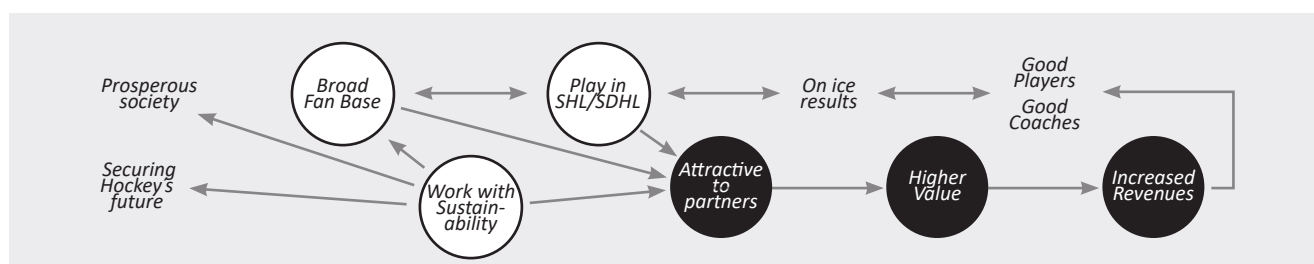 Prosperous
society
Broad
Fan Base
Play in
SHL/SDHL
On ice
results
Good
Players
Good
Coaches
Securing
Hockey's
future
Work with
Sustain-
ability
Attractive
to
partners
Higher
Value
Increased
Revenues